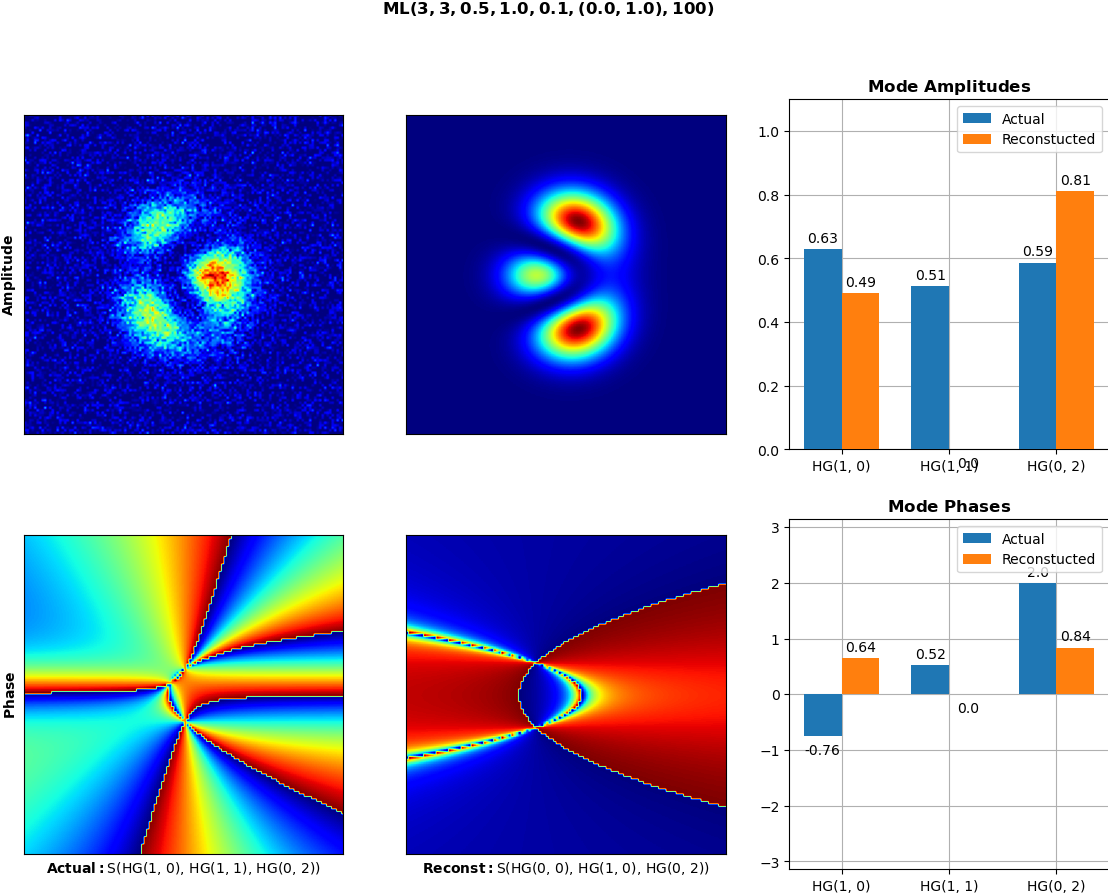 ML(3, 3, 0.5, 1.0, 0.1, (0.0, 1.0), 100)
Amplitude
Mode Amplitudes
Actual
Reconstucted
1.0
0.8
0.6
0.4
0.2
0.0
0.63
0.49
0.51
0.0
0.59
0.81
HG(1, 0)
HG(1, 1)
HG(0, 2)
Phase
Actual: S(HG(1, 0), HG(1, 1), HG(0, 2))
Reconst: S(HG(0, 0), HG(1, 0), HG(0, 2))
Mode Phases
Actual
Reconstucted
3
2
1
0
−1
−2
−3
-0.76
0.64
0.52
0.0
2.0
0.84
HG(1, 0)
HG(1, 1)
HG(0, 2)